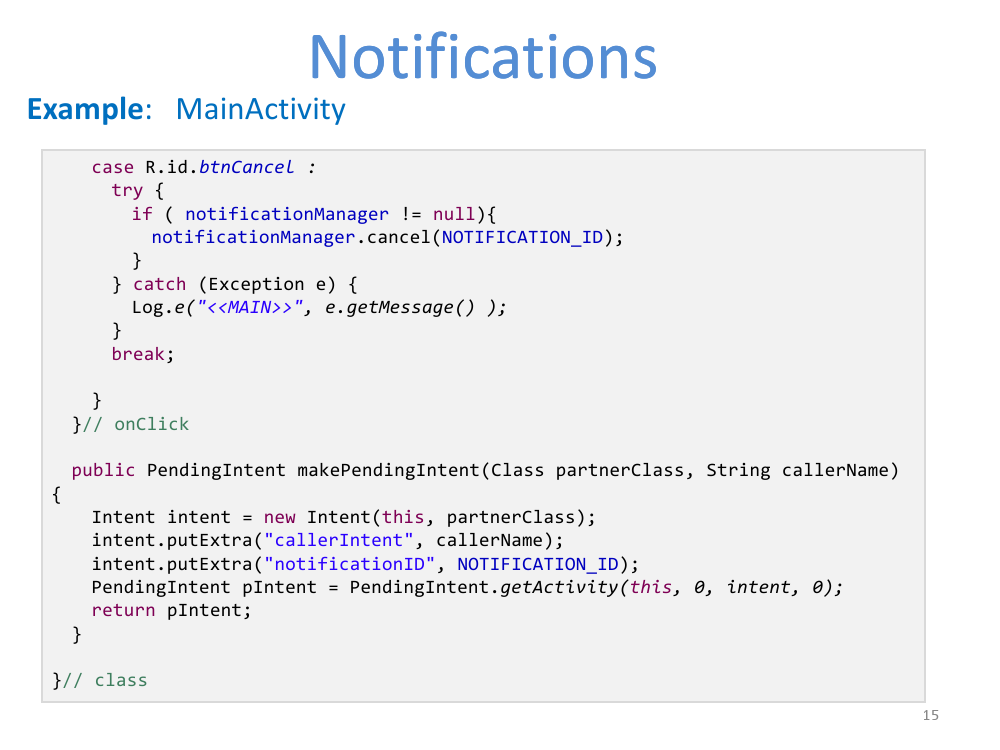 Notifications
Example:   MainActivity
    case R.id.btnCancel :
      try {
        if ( notificationManager != null){
          notificationManager.cancel(NOTIFICATION_ID);
        }
      } catch (Exception e) {
        Log.e("<<MAIN>>", e.getMessage() );
      }
      break;
    }
  }// onClick
  public PendingIntent makePendingIntent(Class partnerClass, String callerName)
{
    Intent intent = new Intent(this, partnerClass);
    intent.putExtra("callerIntent", callerName);
    intent.putExtra("notificationID", NOTIFICATION_ID);
    PendingIntent pIntent = PendingIntent.getActivity(this, 0, intent, 0);
    return pIntent;
  }
}// class
15